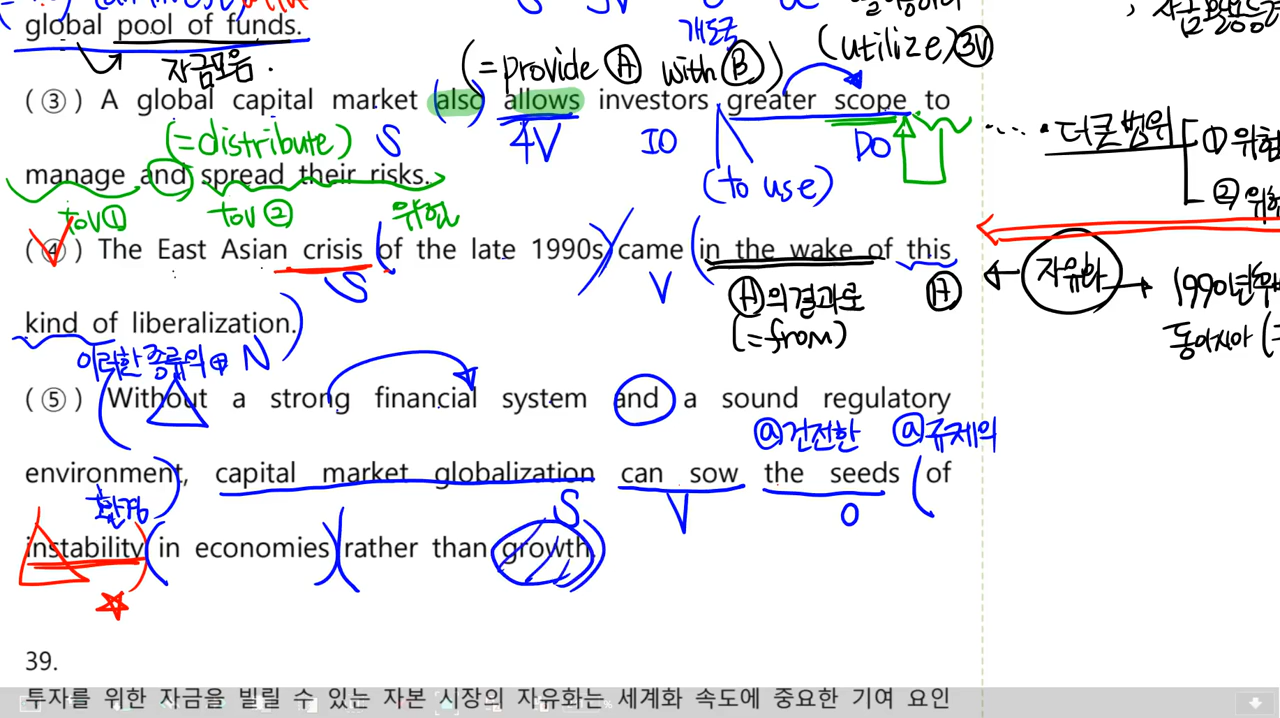 global pool of funds.
자금모음.
(=provide Ⓐ with Ⓑ)
개도국
(utilize) 3V
( ③ ) A global capital market also allows investors greater scope to
(=distribute) S 4V IO DO
(to use)
더큰범위 ① 위험
② 위험
manage and spread their risks.
toV① toV② 위험
( ④ ) The East Asian crisis of the late 1990s came in the wake of this
S V Ⓐ의결과로 Ⓐ
(=from)
자유화
1990년
동아시아
kind of liberalization.
이러한 종류의 + N
( ⑤ ) Without a strong financial system and a sound regulatory
ⓐ건전한 ⓐ규제의
environment, capital market globalization can sow the seeds of
환경 S V O
instability in economies rather than growth.
39.
투자를 위한 자금을 빌릴 수 있는 자본 시장의 자유화는 세계화 속도에 중요한 기여 요인